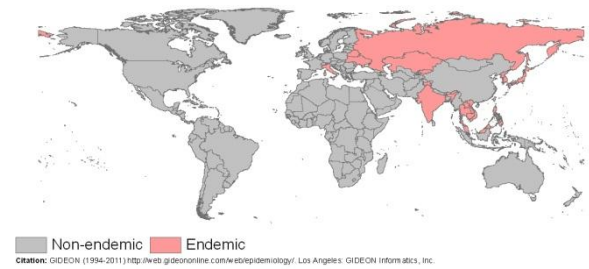 Non-endemic Endemic
Citation: GIDEON (1994-2011) http://web.gideononline.com/web/epidemiology/. Los Angeles: GIDEON Informatics, Inc.